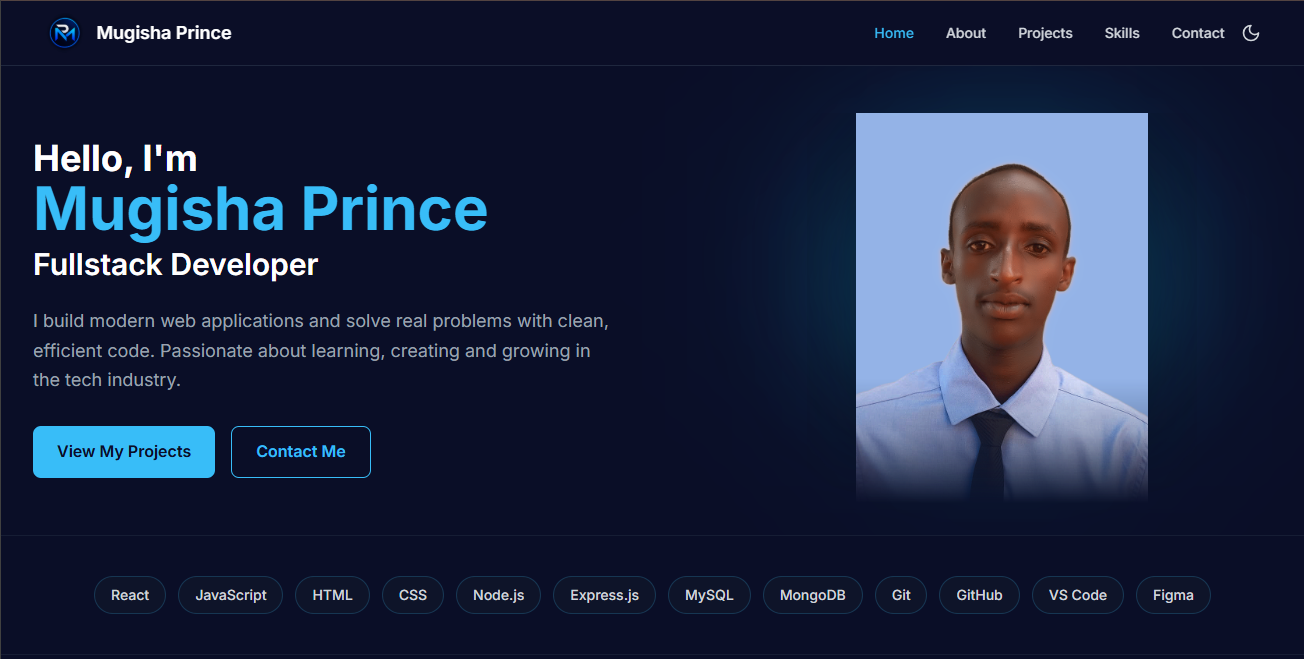 Mugisha Prince
Home About Projects Skills Contact
Hello, I'm
Mugisha Prince
Fullstack Developer
I build modern web applications and solve real problems with clean,
efficient code. Passionate about learning, creating and growing in
the tech industry.
View My Projects Contact Me
React JavaScript HTML CSS Node.js Express.js MySQL MongoDB Git GitHub VS Code Figma